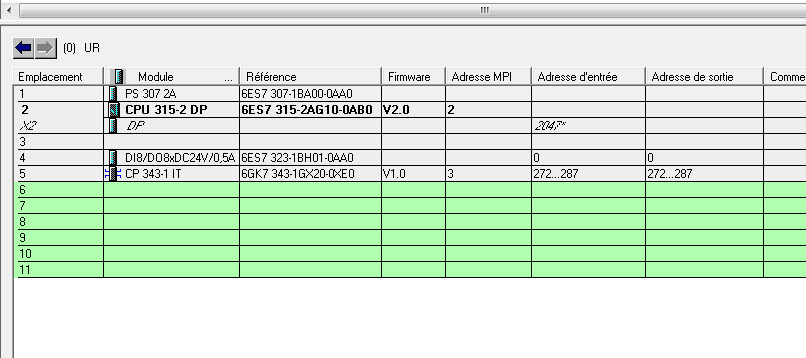 (0) UR
Emplacement Module ... Référence Firmware Adresse MPI Adresse d'entrée Adresse de sortie Comme
1 PS 307 2A 6ES7 307-1BA00-0AA0
2 CPU 315-2 DP 6ES7 315-2AG10-0AB0 V2.0 2
X2 DP 2047*
3
4 DI8/DO8xDC24V/0,5A 6ES7 323-1BH01-0AA0 0 0
5 CP 343-1 IT 6GK7 343-1GX20-0XE0 V1.0 3 272...287 272...287
6
7
8
9
10
11